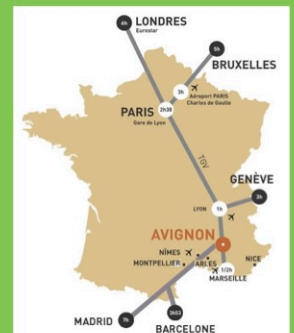 6h
LONDRES
Eurostar
5h
BRUXELLES
3h
Aéroport PARIS
Charles de Gaulle
PARIS
2h38
Gare de Lyon
TGV
GENÈVE
3h
LYON
1h
AVIGNON
NÎMES
MONTPELLIER
ARLES
NICE
1/2h
MARSEILLE
MADRID
7h
3h53
BARCELONE